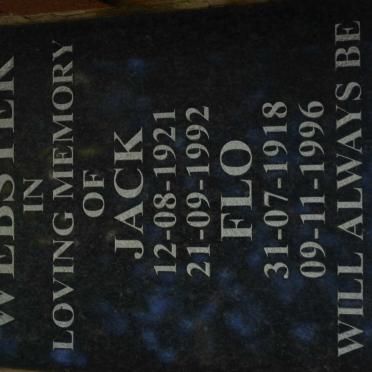 WEBSTER
IN
LOVING MEMORY
OF
JACK
12-08-1921
21-09-1992
FLO
31-07-1918
09-11-1996
WILL ALWAYS BE